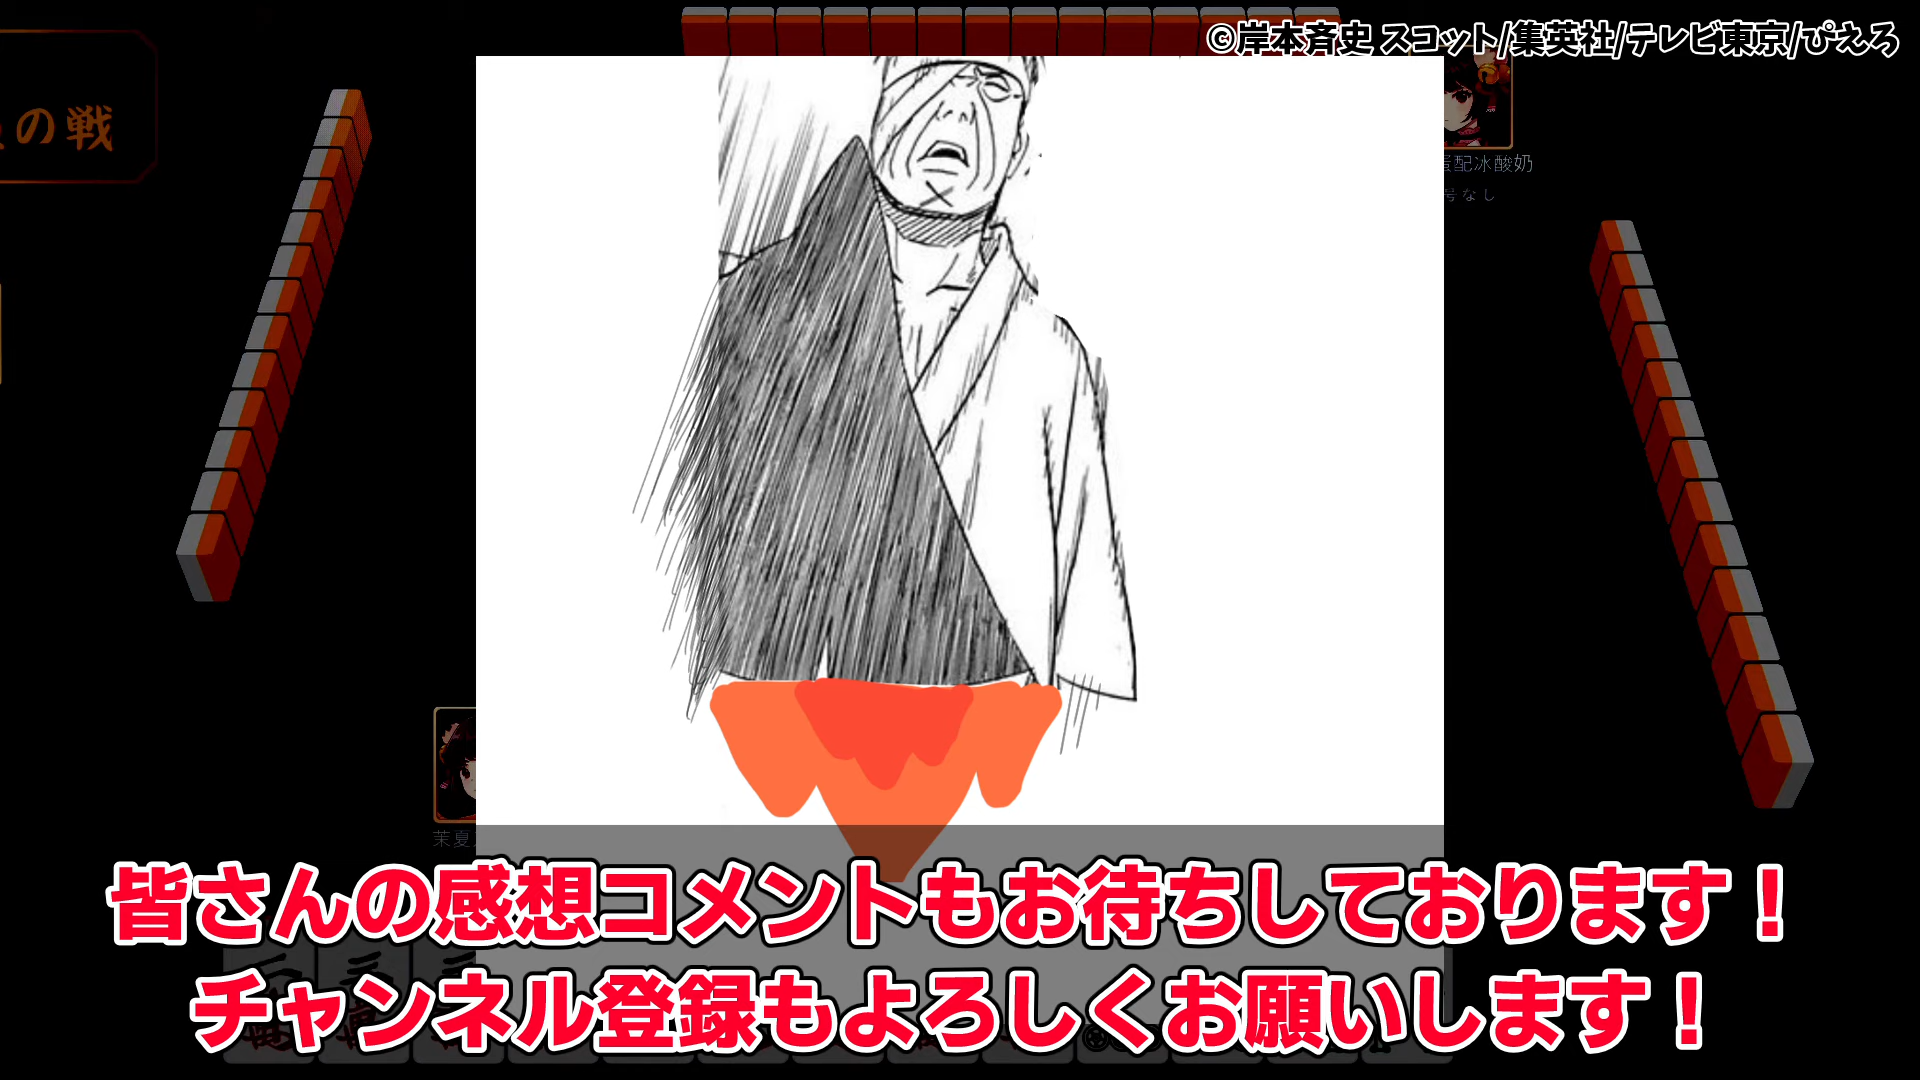 ©岸本斉史 スコット/集英社/テレビ東京/ぴえろ
の戦
配冰酸奶
号なし
茉夏
皆さんの感想コメントもお待ちしております！
チャンネル登録もよろしくお願いします！